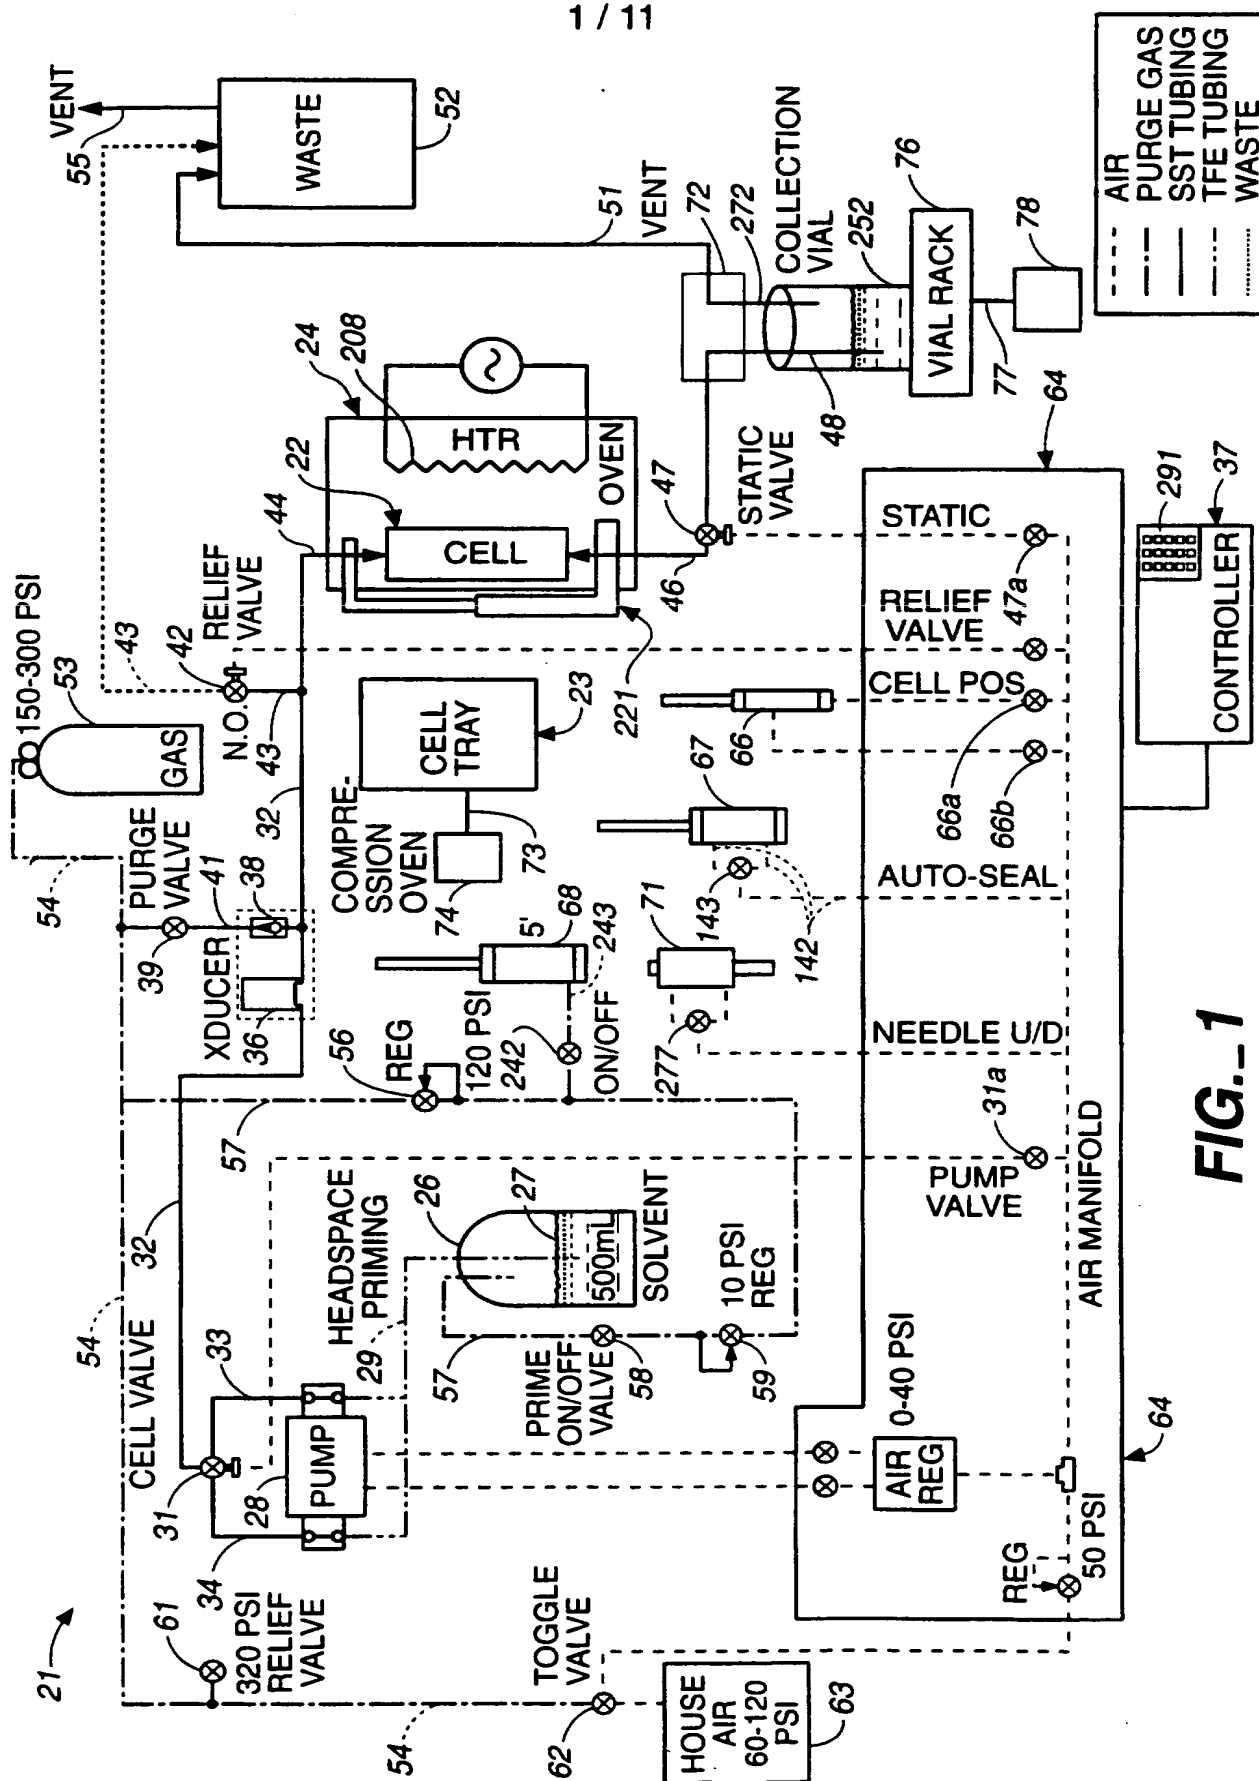 1 / 11
VENT
55
WASTE
52
51
VENT
72
272
COLLECTION
VIAL
252
76
VIAL RACK
77
78
48
AIR
PURGE GAS
SST TUBING
TFE TUBING
WASTE
24
208
HTR
OVEN
22
44
CELL
46
47
STATIC
VALVE
221
150-300 PSI
53
GAS
43
42
RELIEF
VALVE
N.O.
43
32
54
PURGE
VALVE
41
38
39
XDUCER
36
COMPRE-
SSION
OVEN
CELL
TRAY
23
73
74
5'
68
243
120 PSI
242
ON/OFF
56
REG
57
67
66
143
142
71
277
64
STATIC
47a
RELIEF
VALVE
CELL POS
66a
66b
AUTO-SEAL
NEEDLE U/D
31a
PUMP
VALVE
AIR MANIFOLD
291
37
CONTROLLER
32
54
CELL VALVE
31
33
34
28
PUMP
HEADSPACE
PRIMING
29
26
27
500mL
SOLVENT
57
PRIME
ON/OFF
VALVE
58
10 PSI
REG
59
0-40 PSI
AIR
REG
64
REG
50 PSI
21
61
320 PSI
RELIEF
VALVE
54
TOGGLE
VALVE
62
HOUSE
AIR
60-120
PSI
63
FIG._1